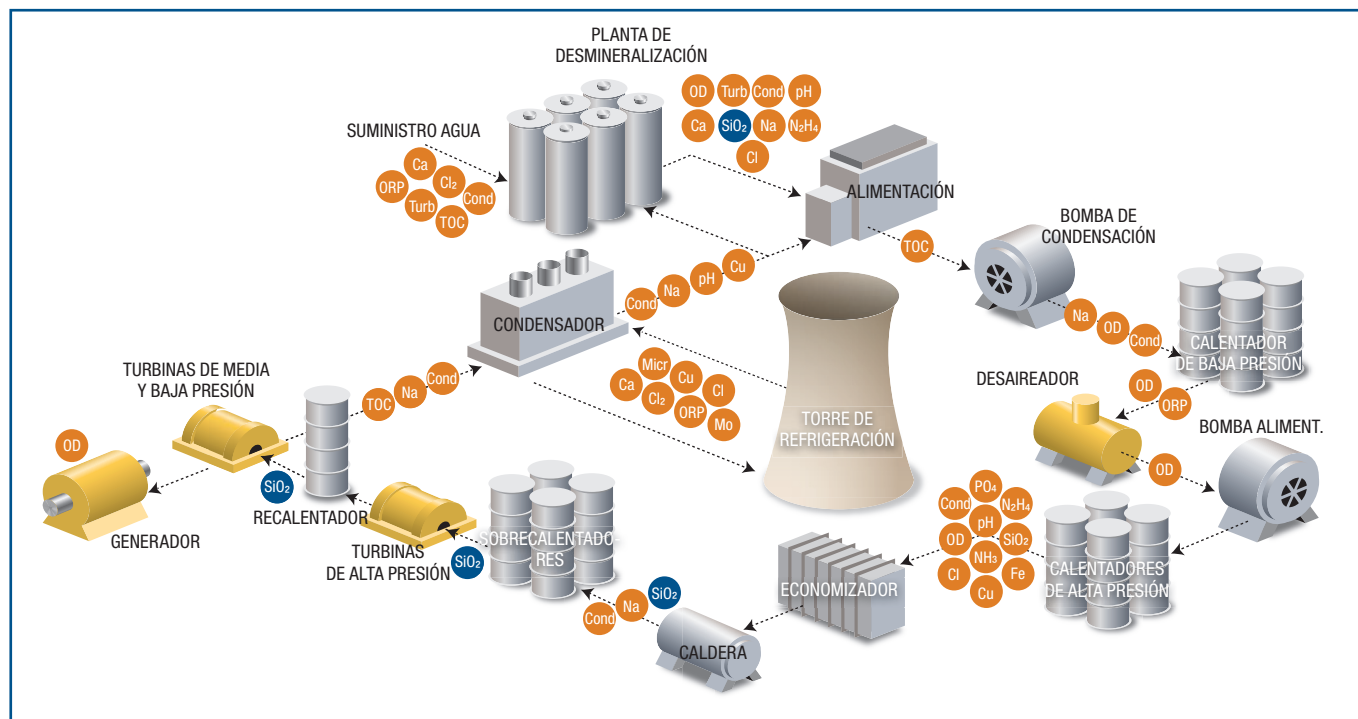 PLANTA DE
DESMINERALIZACIÓN
OD Turb Cond pH
Ca SiO₂ Na N₂H₄
Cl
SUMINISTRO AGUA
Ca
ORP Cl₂ Cond
Turb
TOC
ALIMENTACIÓN
TOC
BOMBA DE
CONDENSACIÓN
Na OD Cond
CALENTADOR
DE BAJA PRESIÓN
OD
ORP
DESAIREADOR
OD
BOMBA ALIMENT.
CONDENSADOR
Cond Na pH Cu
Micr
Ca Cu Cl
Cl₂ ORP Mo
TORRE DE
REFRIGERACIÓN
TURBINAS DE MEDIA
Y BAJA PRESIÓN
TOC Na Cond
OD
GENERADOR
SiO₂
RECALENTADOR
TURBINAS
DE ALTA PRESIÓN
SiO₂
SOBRECALENTADO-
RES
Cond Na SiO₂
CALDERA
ECONOMIZADOR
PO₄
Cond N₂H₄
pH
OD SiO₂
NH₃
Cl Fe
Cu
CALENTADORES
DE ALTA PRESIÓN